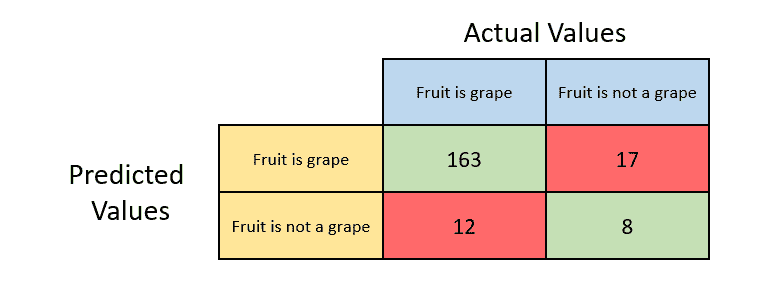 Actual Values
Fruit is grape
Fruit is not a grape
Predicted
Values
Fruit is grape
163
17
Fruit is not a grape
12
8